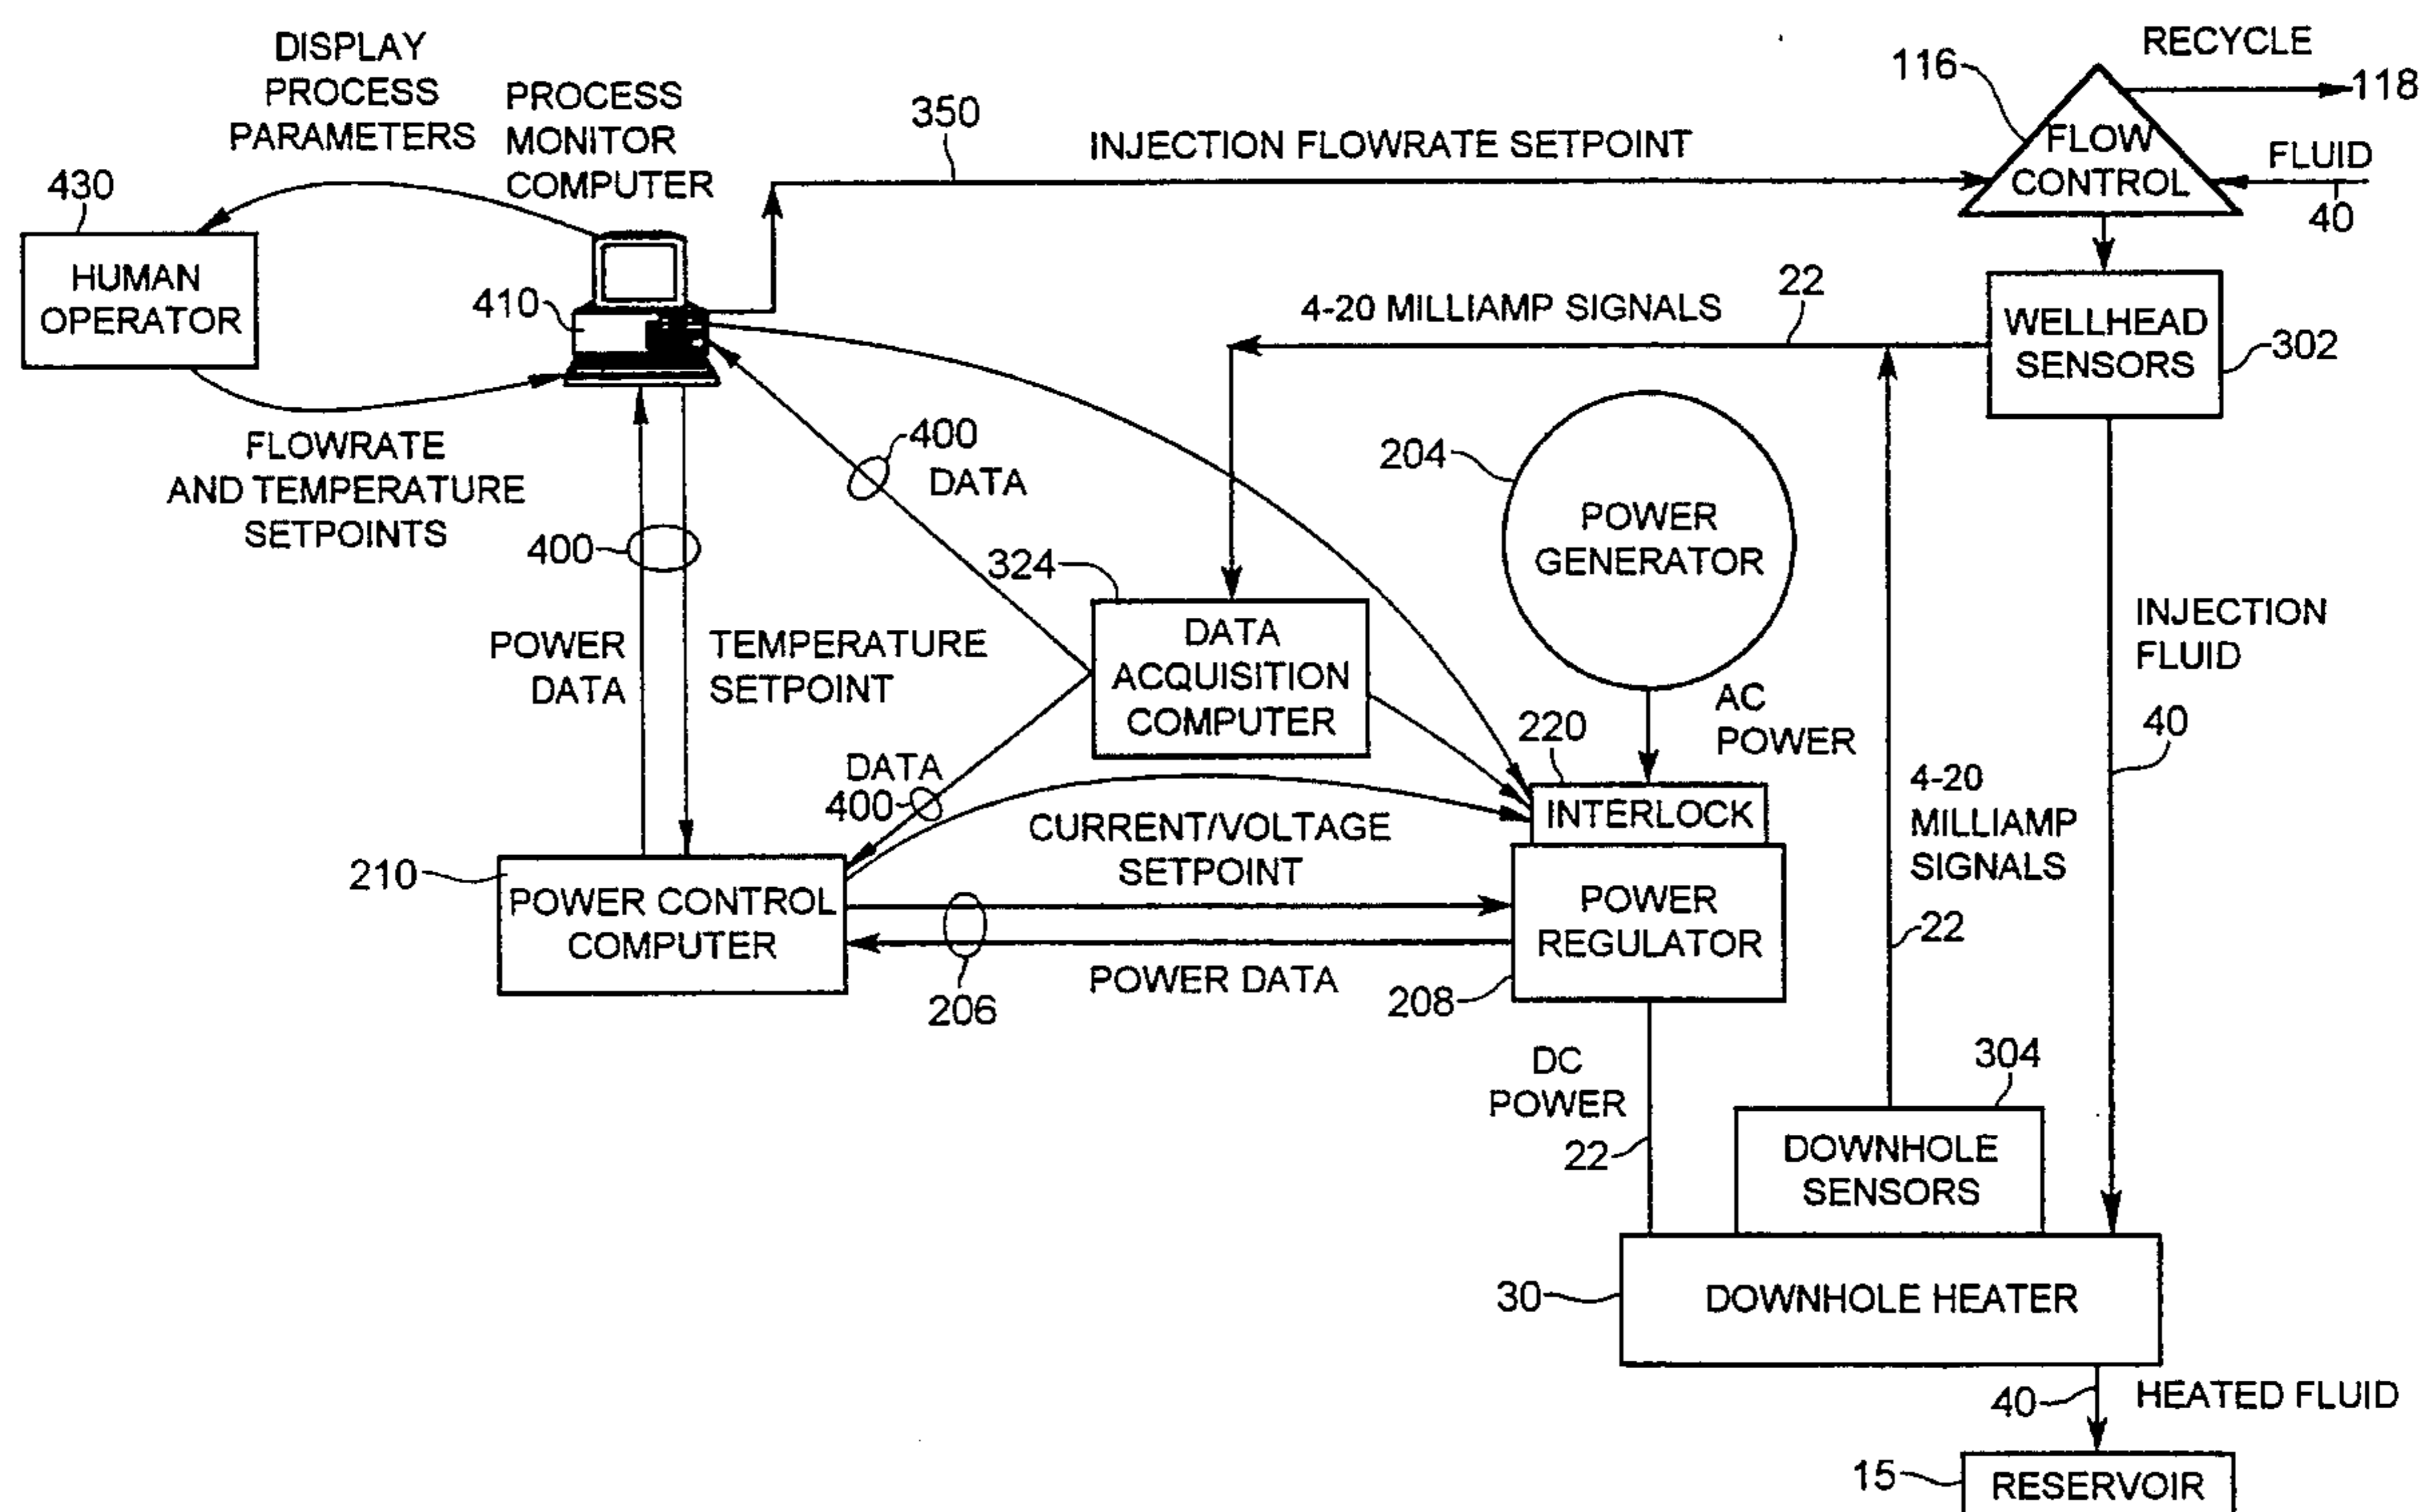 DISPLAY
PROCESS
PARAMETERS
PROCESS
MONITOR
COMPUTER
430
HUMAN
OPERATOR
410
FLOWRATE
AND TEMPERATURE
SETPOINTS
350
INJECTION FLOWRATE SETPOINT
116
RECYCLE
118
FLOW
CONTROL
FLUID
40
4-20 MILLIAMP SIGNALS
22
WELLHEAD
SENSORS
302
400
DATA
400
204
POWER
GENERATOR
324
DATA
ACQUISITION
COMPUTER
POWER
DATA
TEMPERATURE
SETPOINT
INJECTION
FLUID
40
AC
POWER
220
INTERLOCK
DATA
400
CURRENT/VOLTAGE
SETPOINT
4-20
MILLIAMP
SIGNALS
22
210
POWER CONTROL
COMPUTER
POWER
REGULATOR
206
POWER DATA
208
DC
POWER
22
304
DOWNHOLE
SENSORS
30
DOWNHOLE HEATER
40
HEATED FLUID
15
RESERVOIR